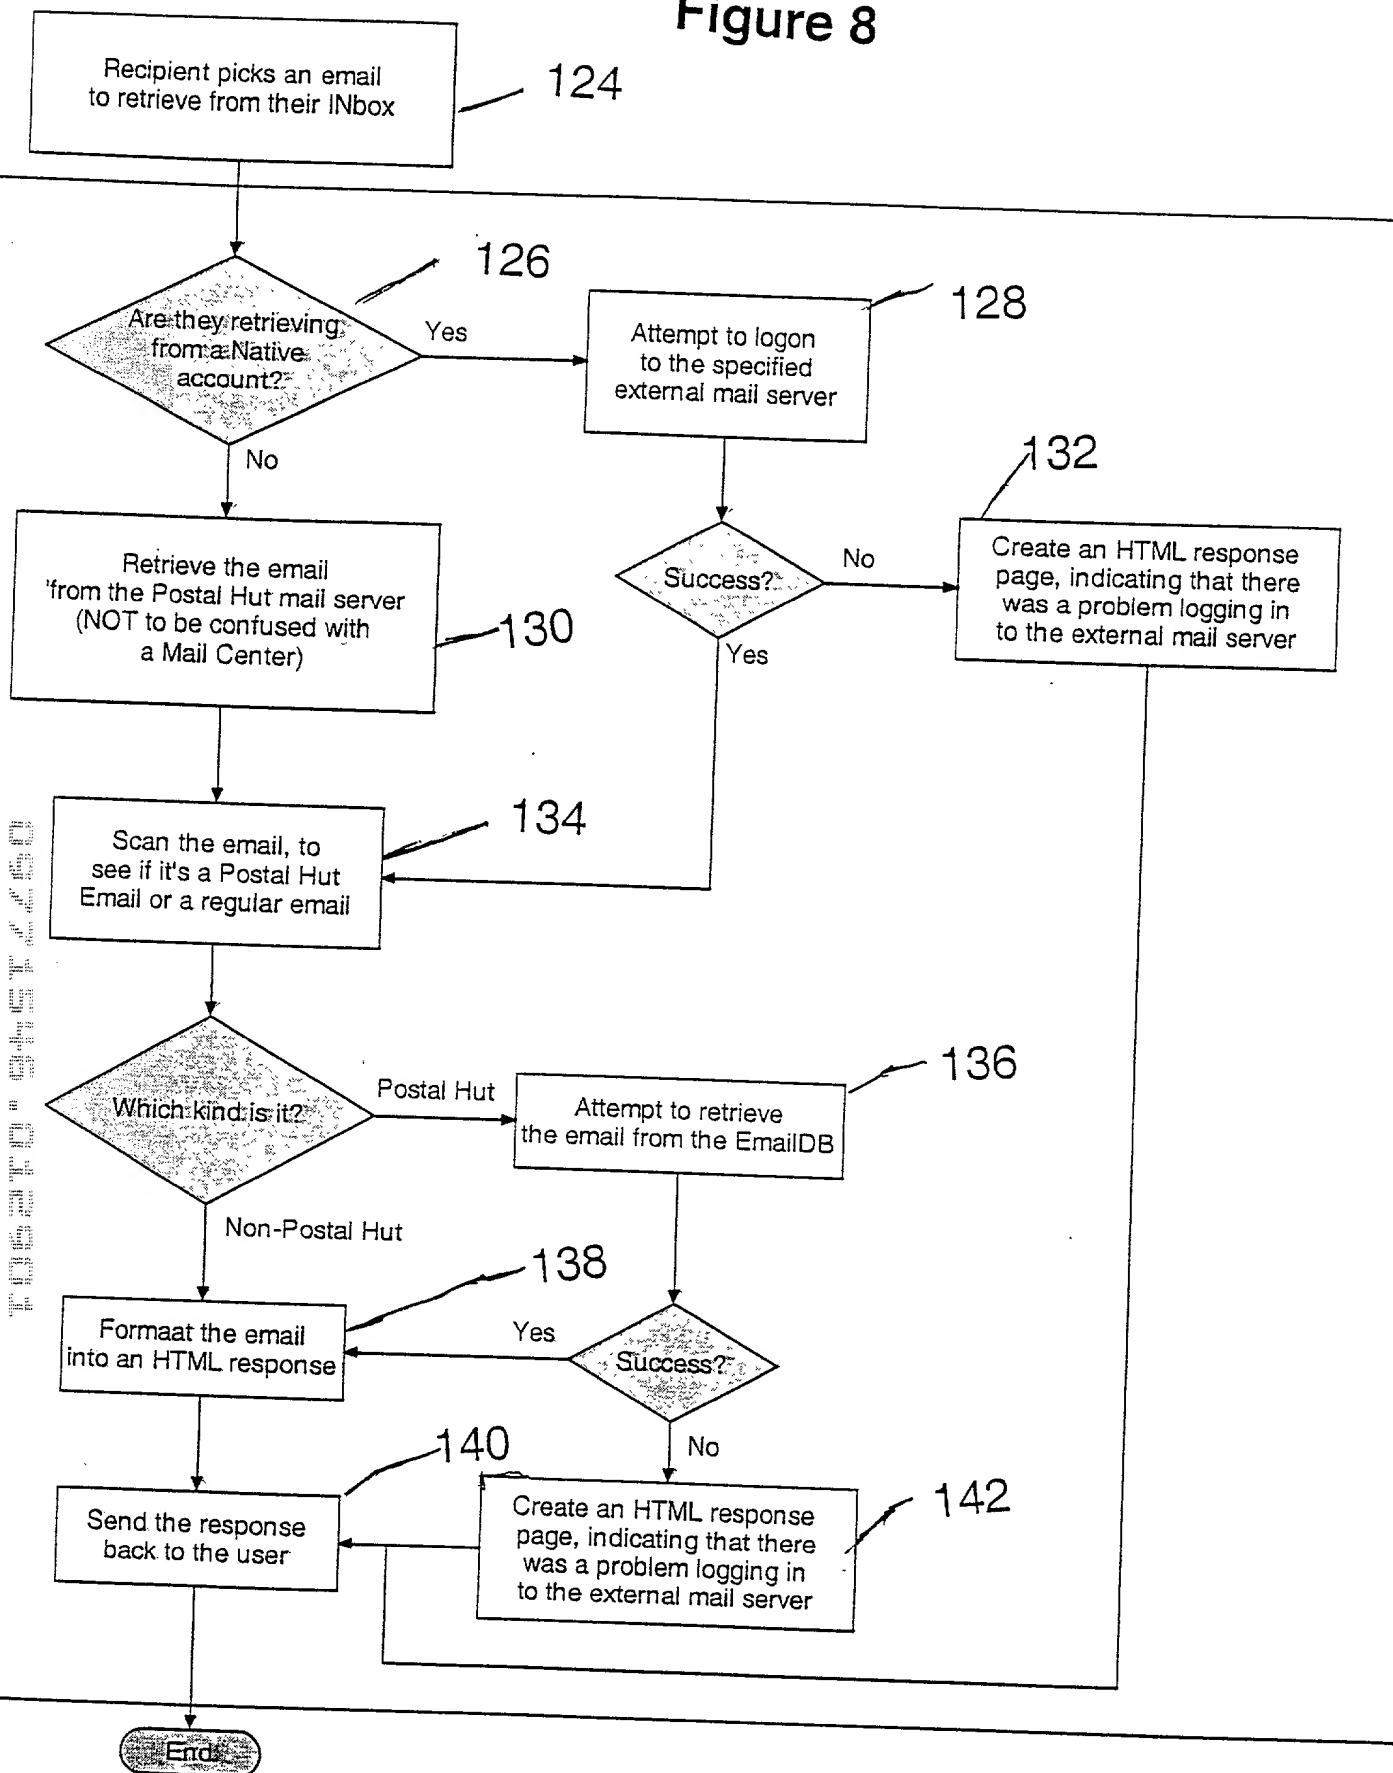 Figure 8
Recipient picks an email
to retrieve from their INbox
124
126
Are they retrieving
from a Native
account?
Yes
No
128
Attempt to logon
to the specified
external mail server
132
Success?
No
Yes
Create an HTML response
page, indicating that there
was a problem logging in
to the external mail server
Retrieve the email
'from the Postal Hut mail server
(NOT to be confused with
a Mail Center)
130
134
Scan the email, to
see if it's a Postal Hut
Email or a regular email
Which kind is it?
Postal Hut
Non-Postal Hut
136
Attempt to retrieve
the email from the EmailDB
138
Formaat the email
into an HTML response
Yes
Success?
No
140
Send the response
back to the user
142
Create an HTML response
page, indicating that there
was a problem logging in
to the external mail server
End